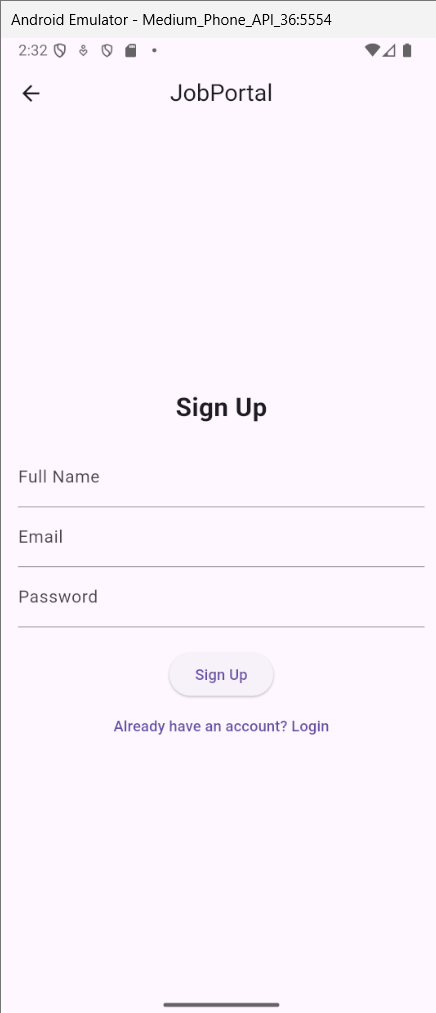 Android Emulator - Medium_Phone_API_36:5554
2:32
JobPortal
Sign Up
Full Name
Email
Password
Sign Up
Already have an account? Login